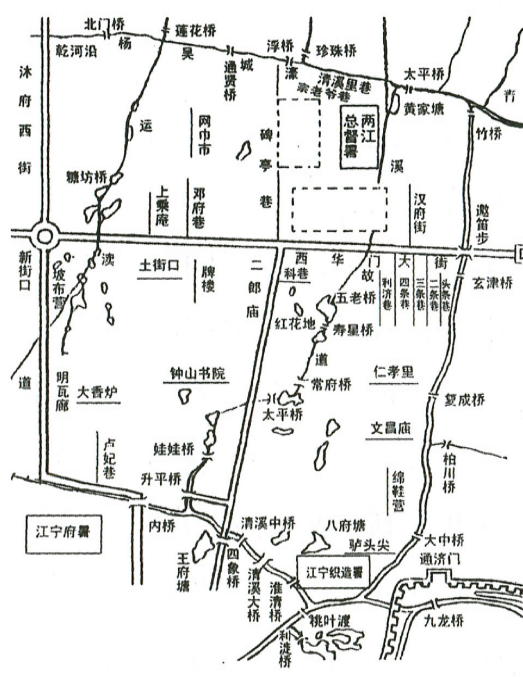 北门桥
莲花桥
杨
吴
城
濠
浮桥
珍珠桥
乾河沿
通贤桥
清溪里巷
宗老爷巷
太平桥
青
溪
黄家塘
竹桥
沐府西街
运
渎
网巾市
碑亭巷
两江
总督署
糖坊桥
上乘庵
邓府巷
汉府街
邀笛步
新街口
道
坡布营
土街口
牌楼
二郎庙
西华门大街
科巷
故
道
五老桥
利济巷
四条巷
三条巷
二条巷
头条巷
玄津桥
红花地
寿星桥
明瓦廊
大香炉
钟山书院
常府桥
仁孝里
太平桥
复成桥
文昌庙
卢妃巷
娃娃桥
升平桥
柏川桥
绵鞋营
江宁府署
内桥
清溪中桥
八府塘
驴头尖
大中桥
通济门
王府塘
四象桥
清溪大桥
淮清桥
江宁织造署
桃叶渡
利涉桥
九龙桥